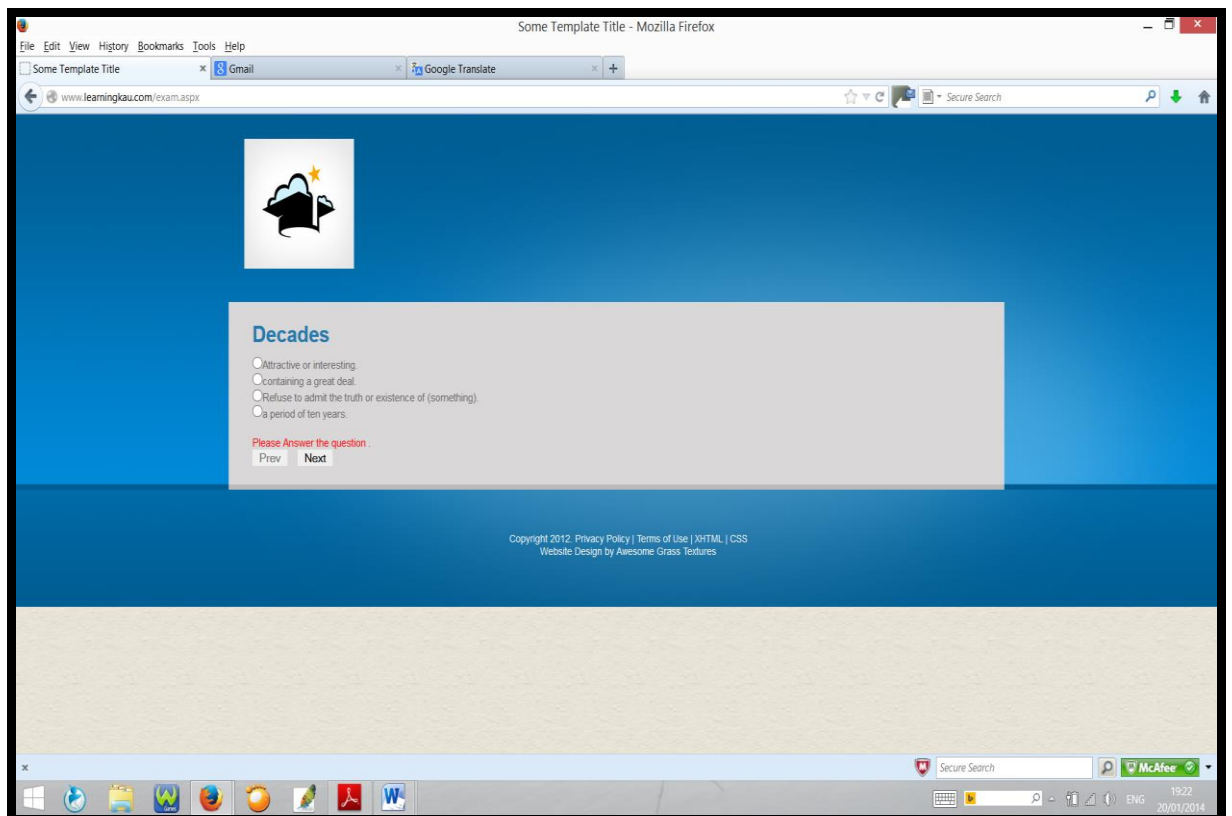 Some Template Title - Mozilla Firefox
File Edit View History Bookmarks Tools Help
Some Template Title
Gmail
Google Translate
www.learningkau.com/exam.aspx
Secure Search
Decades
Attractive or interesting.
containing a great deal.
Refuse to admit the truth or existence of (something).
a period of ten years.
Please Answer the question .
Prev Next
Copyright 2012. Privacy Policy | Terms of Use | XHTML | CSS
Website Design by Awesome Grass Textures
Secure Search
McAfee
Games
ENG
19:22
20/01/2014